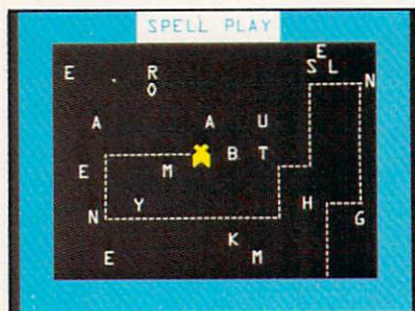 SPELL PLAY
E
E R S L N
O
A A U
B T
E M
Y H
N G
K
E M